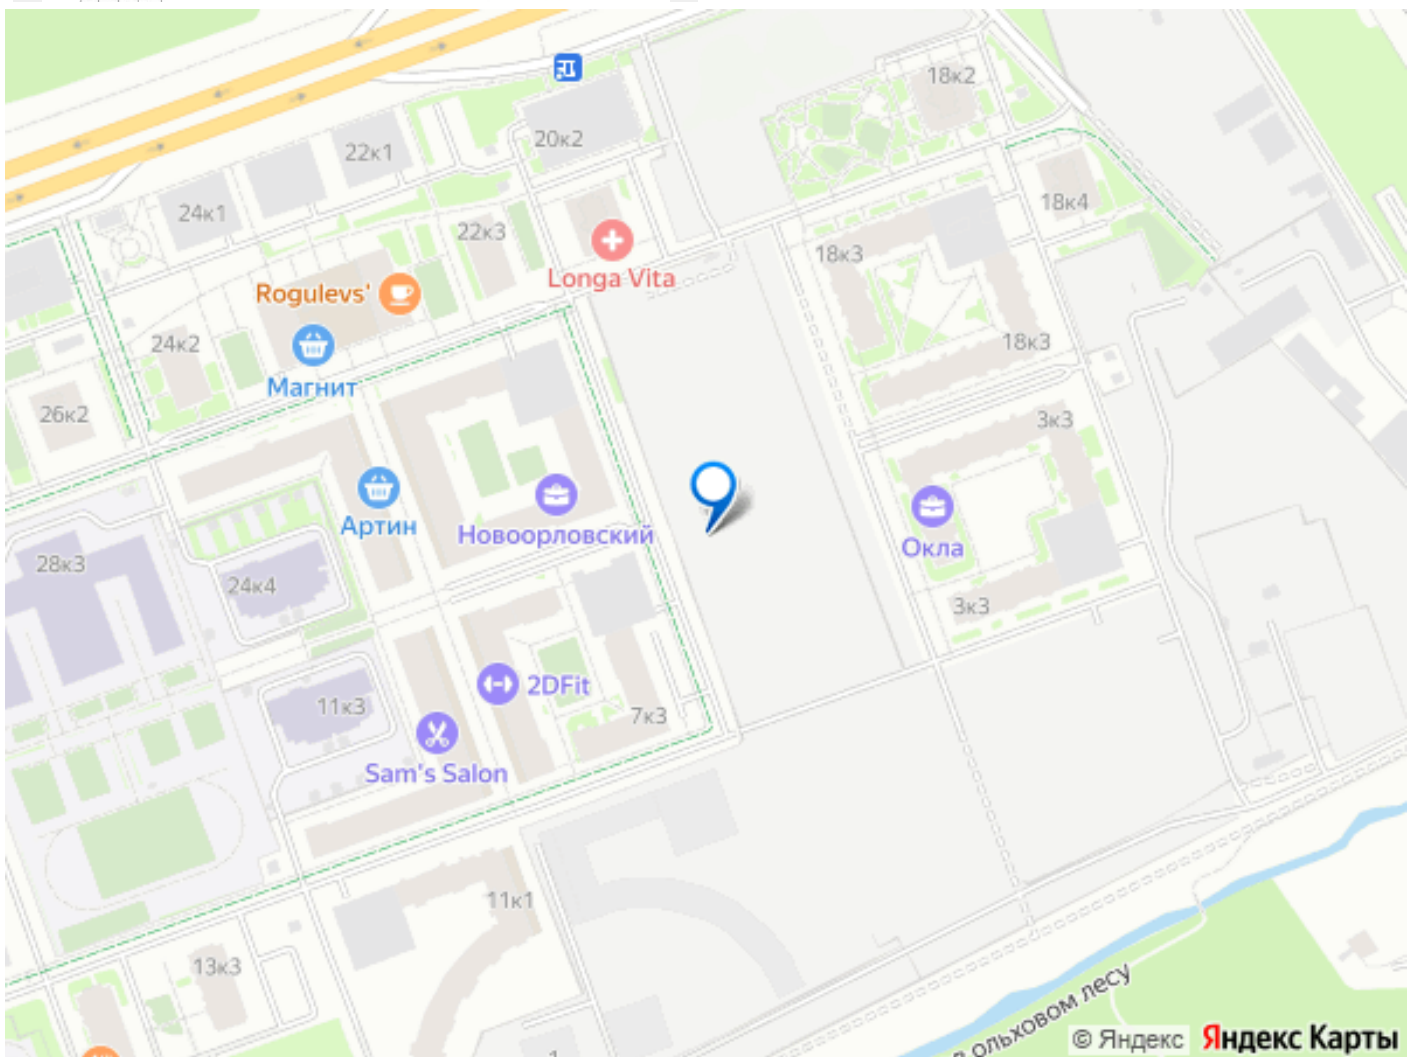 18к2
20к2
22к1
18к4
24к1
22к3
18к3
Longa Vita
Rogulevs'
24к2
18к3
Магнит
26к2
3к3
Артин
Новоорловский
Окла
28к3
24к4
3к3
2DFit
11к3
7к3
Sam's Salon
11к1
13к3
ольховом лесу
© Яндекс Яндекс Карты